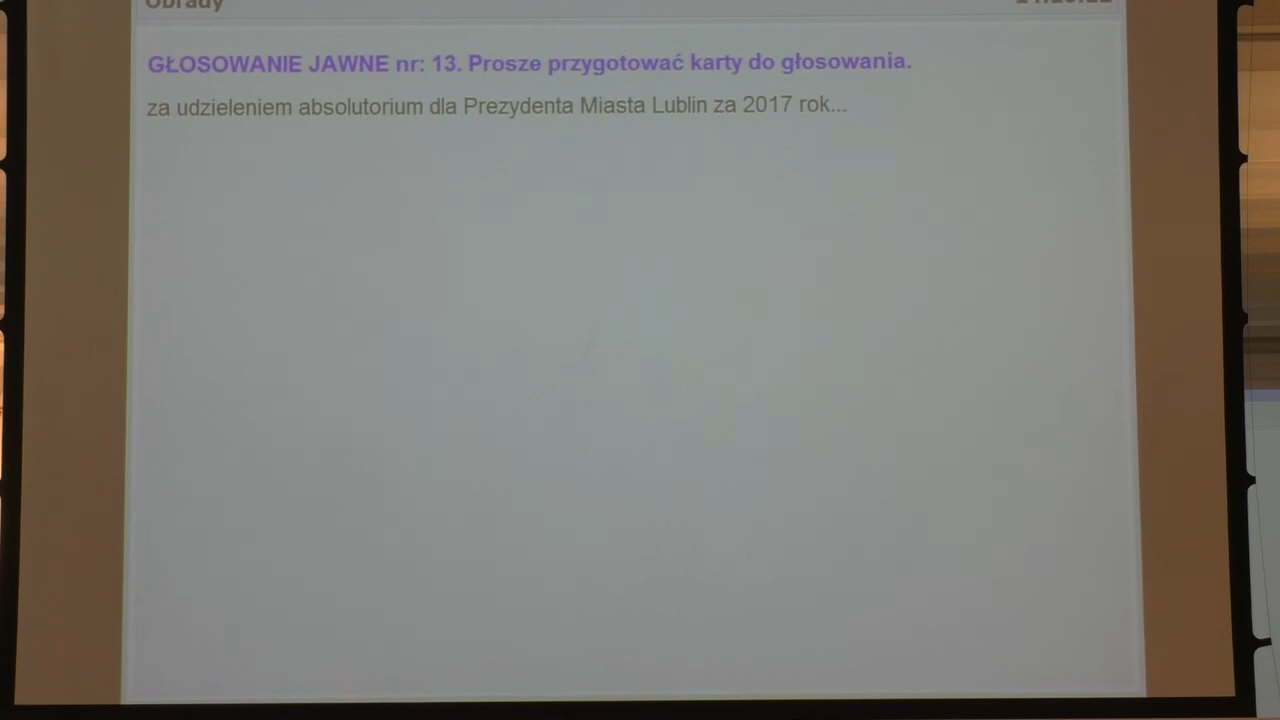 Obrady
GŁOSOWANIE JAWNE nr: 13. Prosze przygotować karty do głosowania.
za udzieleniem absolutorium dla Prezydenta Miasta Lublin za 2017 rok...